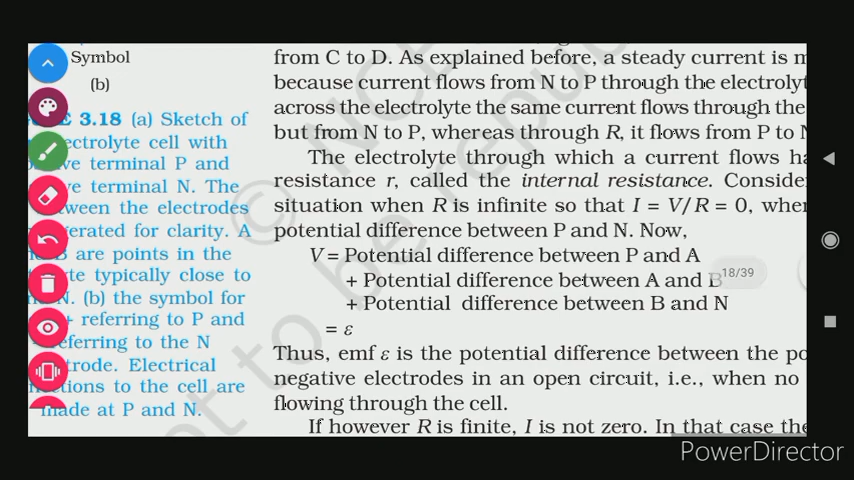 Symbol
(b)
3.18 (a) Sketch of
ectrolyte cell with
terminal P and
terminal N. The
between the electrodes
for clarity. A
B are points in the
typically close to
N. (b) the symbol for
+ referring to P and
referring to the N
trode. Electrical
to the cell are
made at P and N.
from C to D. As explained before, a steady current is m
because current flows from N to P through the electrolyt
across the electrolyte the same current flows through the
but from N to P, whereas through R, it flows from P to N
The electrolyte through which a current flows ha
resistance r, called the internal resistance. Conside
situation when R is infinite so that I = V/R = 0, wher
potential difference between P and N. Now,
V = Potential difference between P and A
+ Potential difference between A and B
+ Potential difference between B and N
= ε
Thus, emf ε is the potential difference between the po
negative electrodes in an open circuit, i.e., when no
flowing through the cell.
If however R is finite, I is not zero. In that case the
18/39
PowerDirector